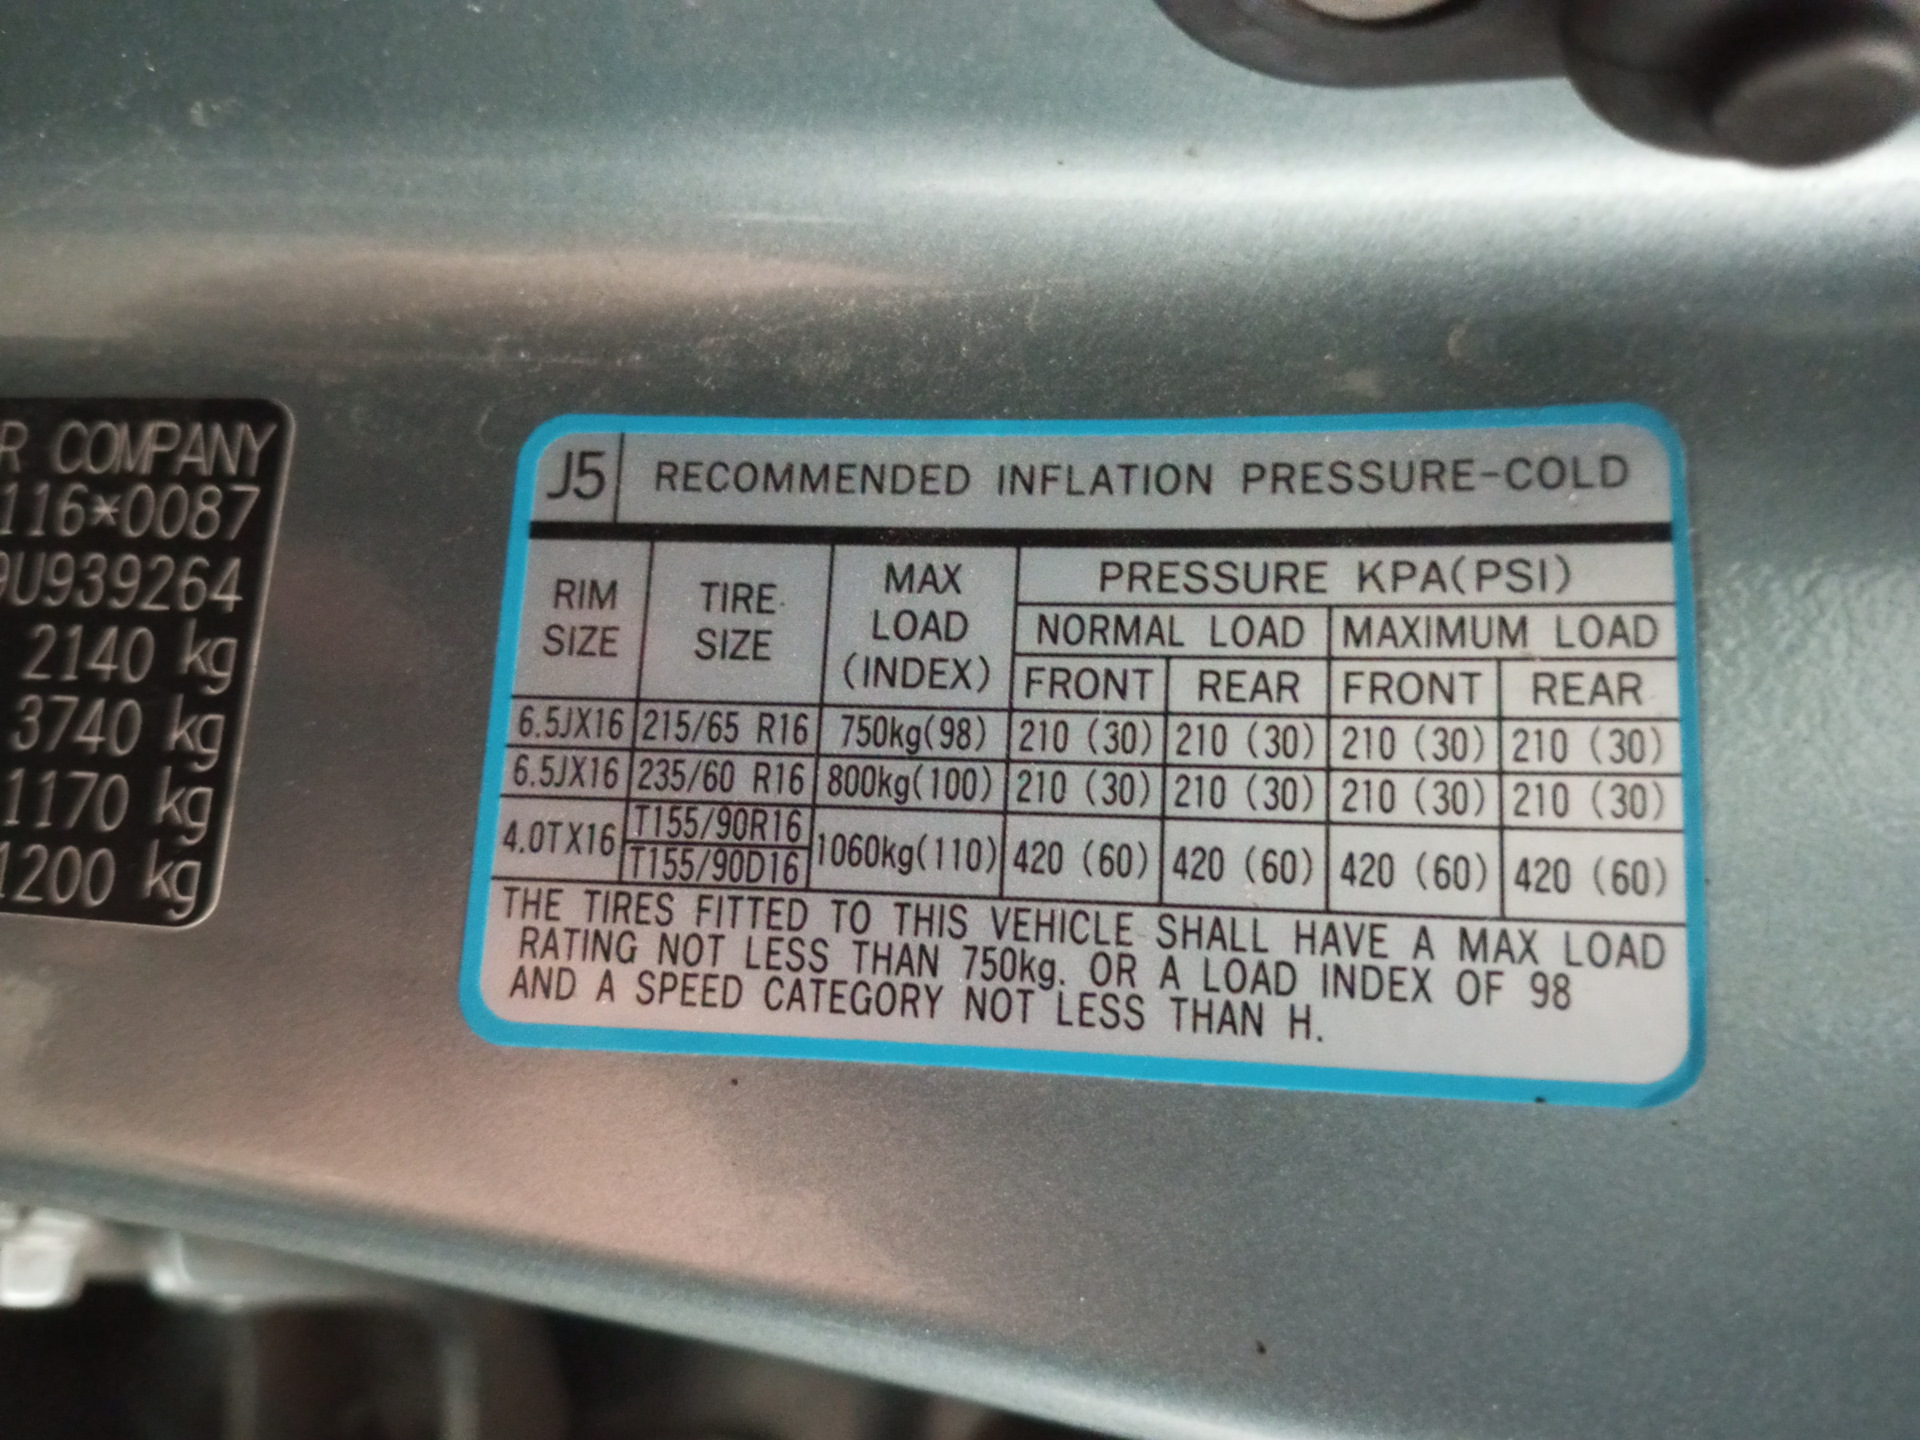 R COMPANY
116*0087
9U939264
2140 kg
3740 kg
1170 kg
1200 kg
J5 RECOMMENDED INFLATION PRESSURE-COLD
RIM SIZE TIRE SIZE MAX LOAD (INDEX) PRESSURE KPA(PSI)
NORMAL LOAD MAXIMUM LOAD
FRONT REAR FRONT REAR
6.5JX16 215/65 R16 750kg(98) 210 (30) 210 (30) 210 (30) 210 (30)
6.5JX16 235/60 R16 800kg(100) 210 (30) 210 (30) 210 (30) 210 (30)
4.0TX16 T155/90R16 T155/90D16 1060kg(110) 420 (60) 420 (60) 420 (60) 420 (60)
THE TIRES FITTED TO THIS VEHICLE SHALL HAVE A MAX LOAD
RATING NOT LESS THAN 750kg. OR A LOAD INDEX OF 98
AND A SPEED CATEGORY NOT LESS THAN H.